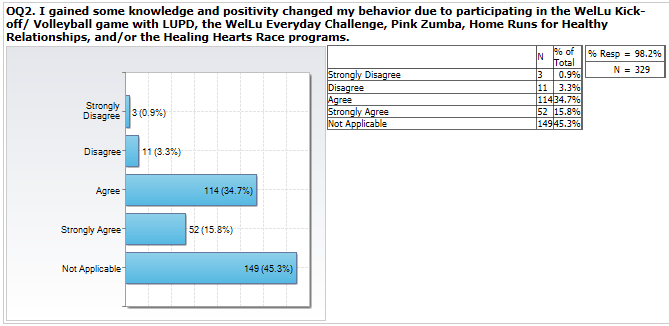 OQ2. I gained some knowledge and positivity changed my behavior due to participating in the WelLu Kick-
off/ Volleyball game with LUPD, the WelLu Everyday Challenge, Pink Zumba, Home Runs for Healthy
Relationships, and/or the Healing Hearts Race programs.
Strongly
Disagree
3 (0.9%)
Disagree
11 (3.3%)
Agree
114 (34.7%)
Strongly Agree
52 (15.8%)
Not Applicable
149 (45.3%)
N % of Total
Strongly Disagree 3 0.9%
Disagree 11 3.3%
Agree 114 34.7%
Strongly Agree 52 15.8%
Not Applicable 149 45.3%
% Resp = 98.2%
N = 329